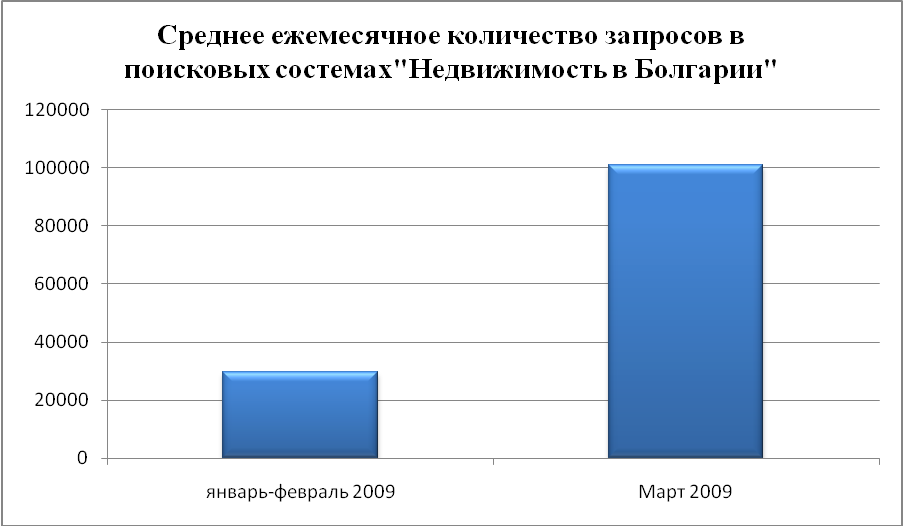 Среднее ежемесячное количество запросов в
поисковых состемах"Недвижимость в Болгарии"
120000
100000
80000
60000
40000
20000
0
январь-февраль 2009
Март 2009